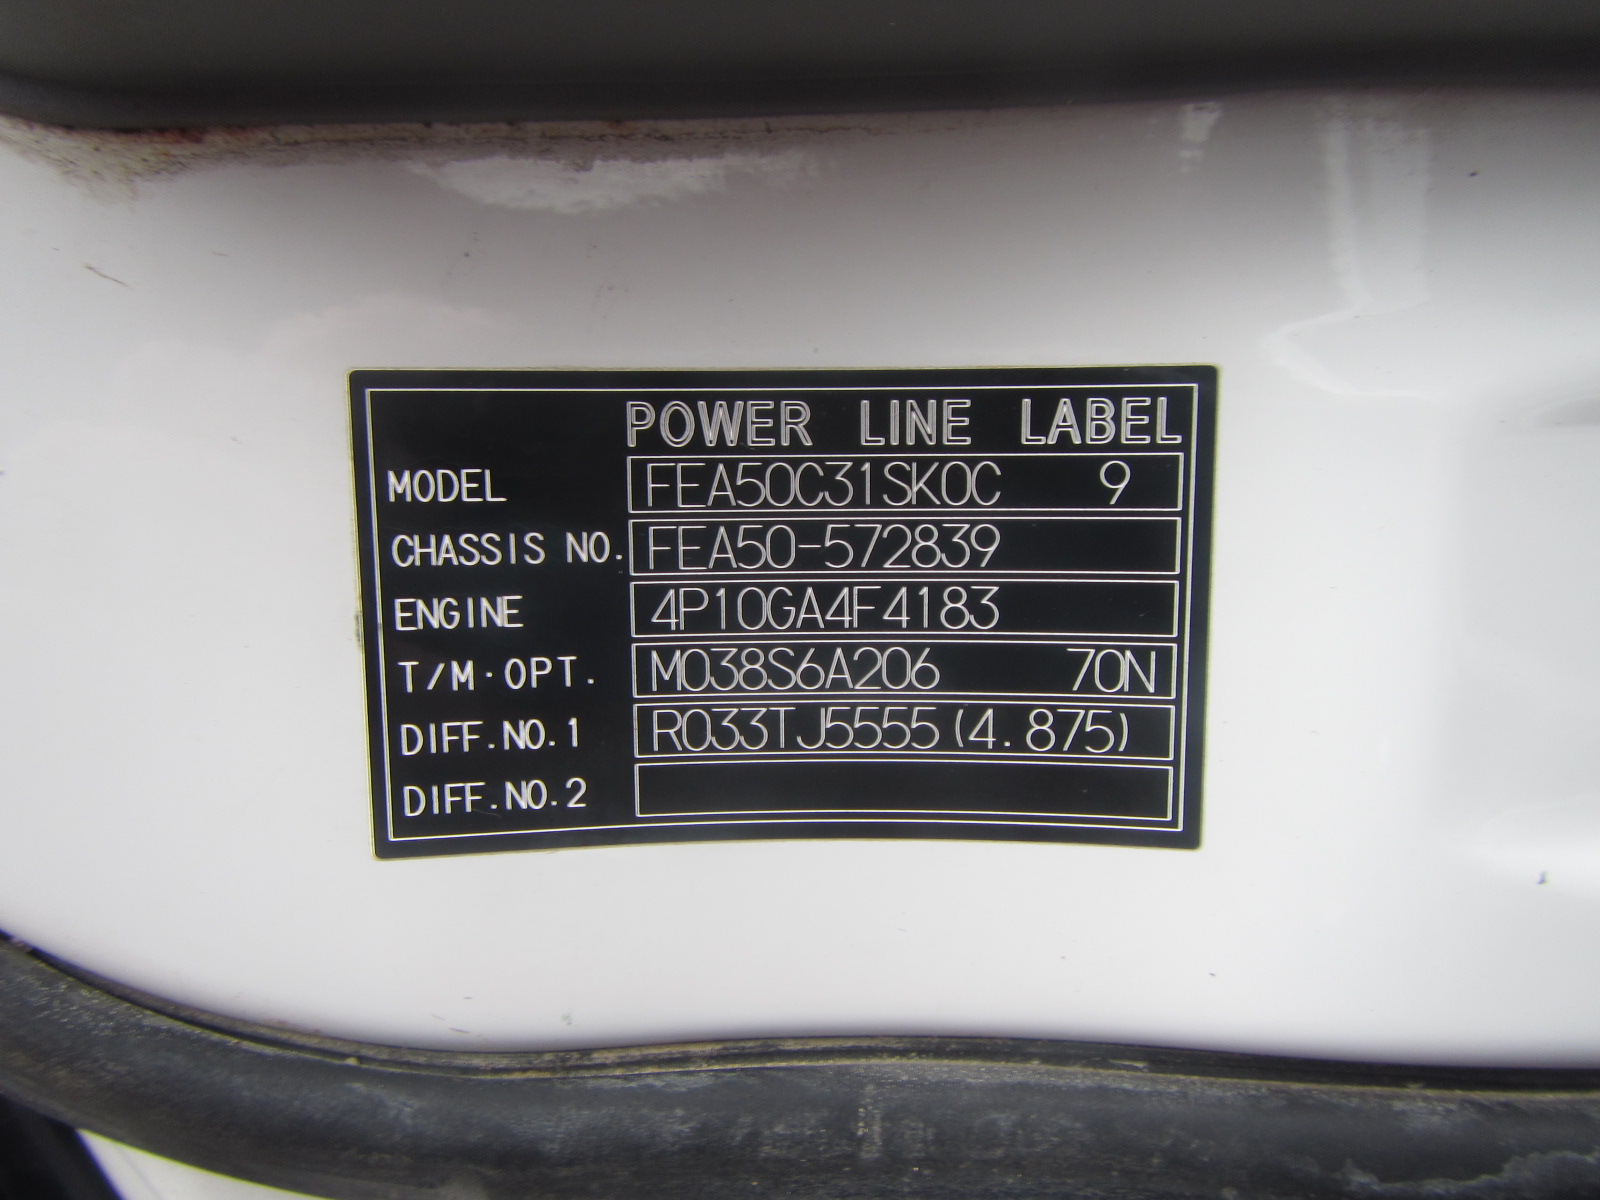 POWER LINE LABEL
MODEL FEA50C31SK0C 9
CHASSIS NO. FEA50-572839
ENGINE 4P10GA4F4183
T/M·OPT. M038S6A206 70N
DIFF.NO.1 R033TJ5555(4.875)
DIFF.NO.2